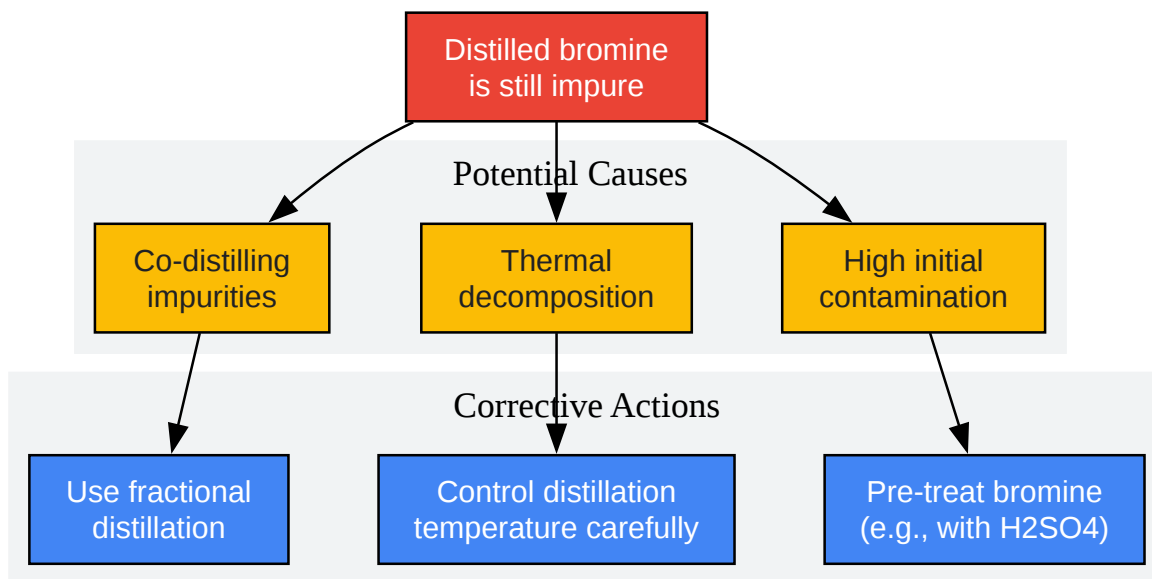 Distilled bromine
is still impure
Potential Causes
Co-distilling
impurities
Thermal
decomposition
High initial
contamination
Corrective Actions
Use fractional
distillation
Control distillation
temperature carefully
Pre-treat bromine
(e.g., with H2SO4)